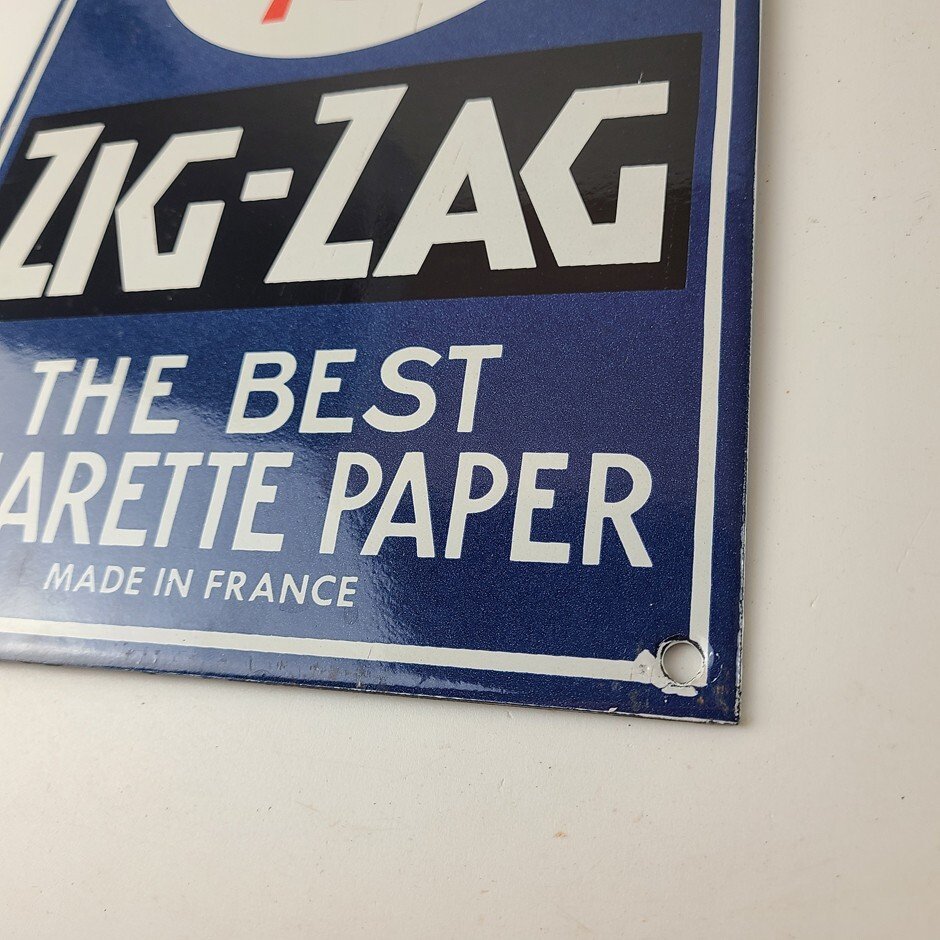 ZIG-ZAG
THE BEST
ARETTE PAPER
MADE IN FRANCE